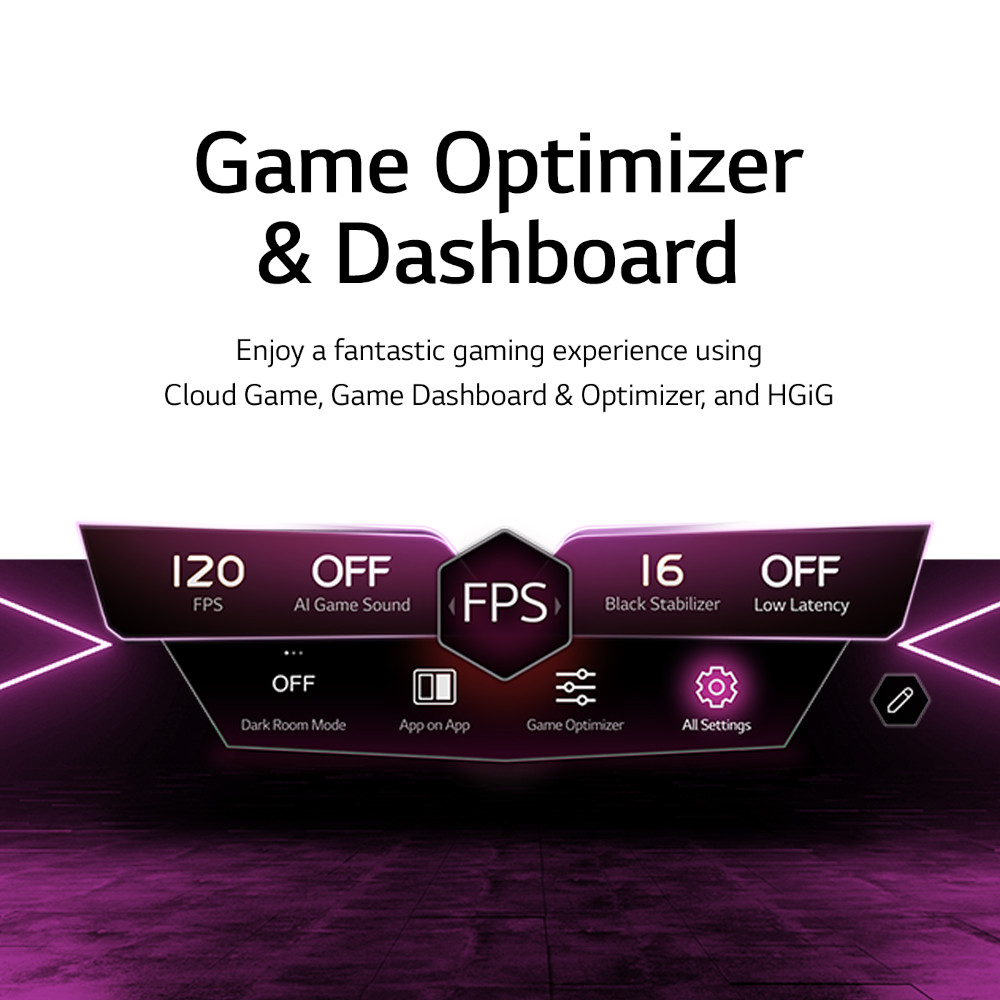 Game Optimizer
& Dashboard
Enjoy a fantastic gaming experience using
Cloud Game, Game Dashboard & Optimizer, and HGiG
120
FPS
OFF
AI Game Sound
FPS
16
Black Stabilizer
OFF
Low Latency
OFF
Dark Room Mode
App on App
Game Optimizer
All Settings